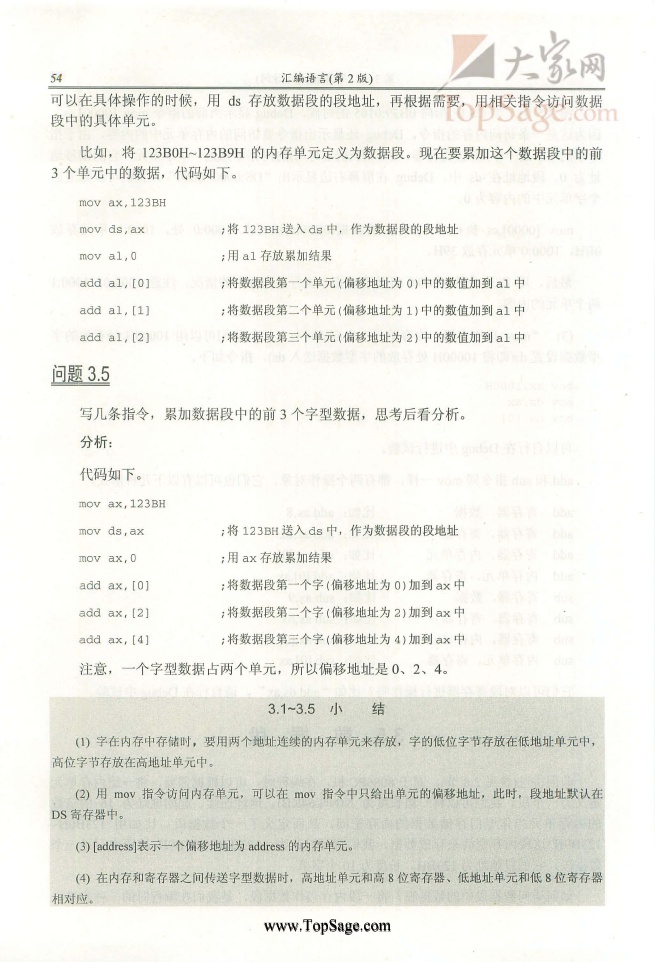 大家网
TopSage.com
54 汇编语言(第 2 版)
可以在具体操作的时候，用 ds 存放数据段的段地址，再根据需要，用相关指令访问数据
段中的具体单元。
比如，将 123B0H~123B9H 的内存单元定义为数据段。现在要累加这个数据段中的前
3 个单元中的数据，代码如下。
mov ax,123BH
mov ds,ax ;将 123BH 送入 ds 中，作为数据段的段地址
mov al,0 ;用 al 存放累加结果
add al,[0] ;将数据段第一个单元(偏移地址为 0)中的数值加到 al 中
add al,[1] ;将数据段第二个单元(偏移地址为 1)中的数值加到 al 中
add al,[2] ;将数据段第三个单元(偏移地址为 2)中的数值加到 al 中
问题 3.5
写几条指令，累加数据段中的前 3 个字型数据，思考后看分析。
分析：
代码如下。
mov ax,123BH
mov ds,ax ;将 123BH 送入 ds 中，作为数据段的段地址
mov ax,0 ;用 ax 存放累加结果
add ax,[0] ;将数据段第一个字(偏移地址为 0)加到 ax 中
add ax,[2] ;将数据段第二个字(偏移地址为 2)加到 ax 中
add ax,[4] ;将数据段第三个字(偏移地址为 4)加到 ax 中
注意，一个字型数据占两个单元，所以偏移地址是 0、2、4。
3.1~3.5 小 结
(1) 字在内存中存储时，要用两个地址连续的内存单元来存放，字的低位字节存放在低地址单元中，
高位字节存放在高地址单元中。
(2) 用 mov 指令访问内存单元，可以在 mov 指令中只给出单元的偏移地址，此时，段地址默认在
DS 寄存器中。
(3) [address]表示一个偏移地址为 address 的内存单元。
(4) 在内存和寄存器之间传送字型数据时，高地址单元和高 8 位寄存器、低地址单元和低 8 位寄存器
相对应。
www.TopSage.com